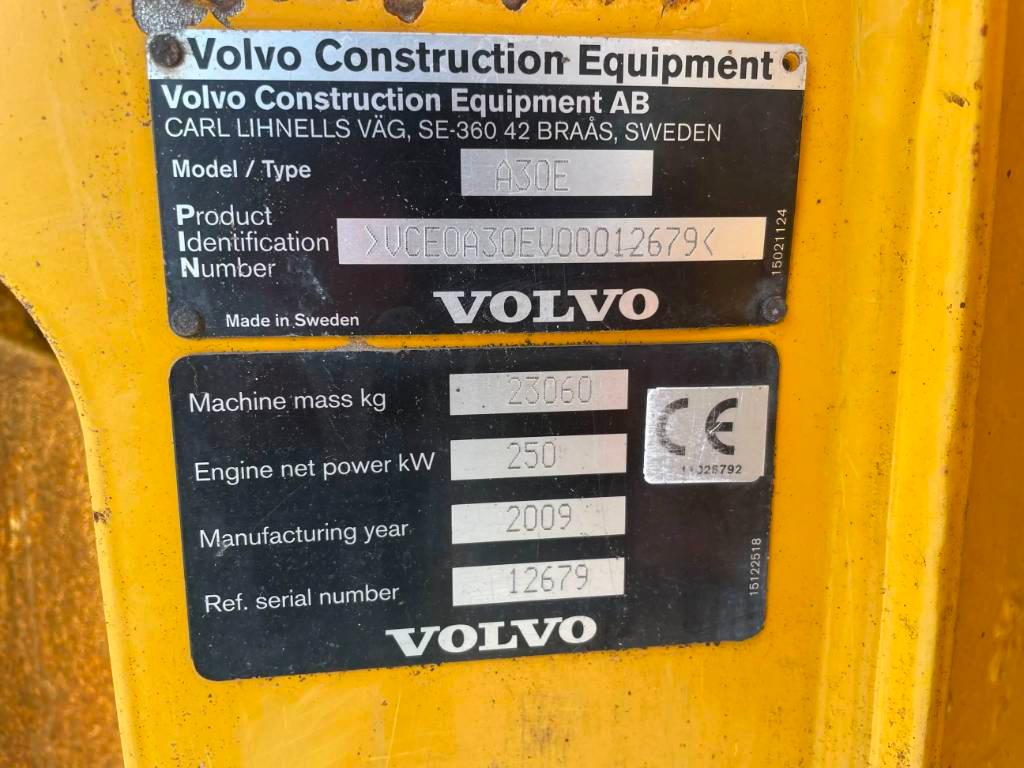 Volvo Construction Equipment
Volvo Construction Equipment AB
CARL LIHNELLS VÄG, SE-360 42 BRAÅS, SWEDEN
Model / Type A30E
Product
Identification >VCE0A30EV00012679<
Number
15021124
Made in Sweden VOLVO
Machine mass kg 23060
CE
Engine net power kW 250
Manufacturing year 2009
Ref. serial number 12679
15122518
VOLVO